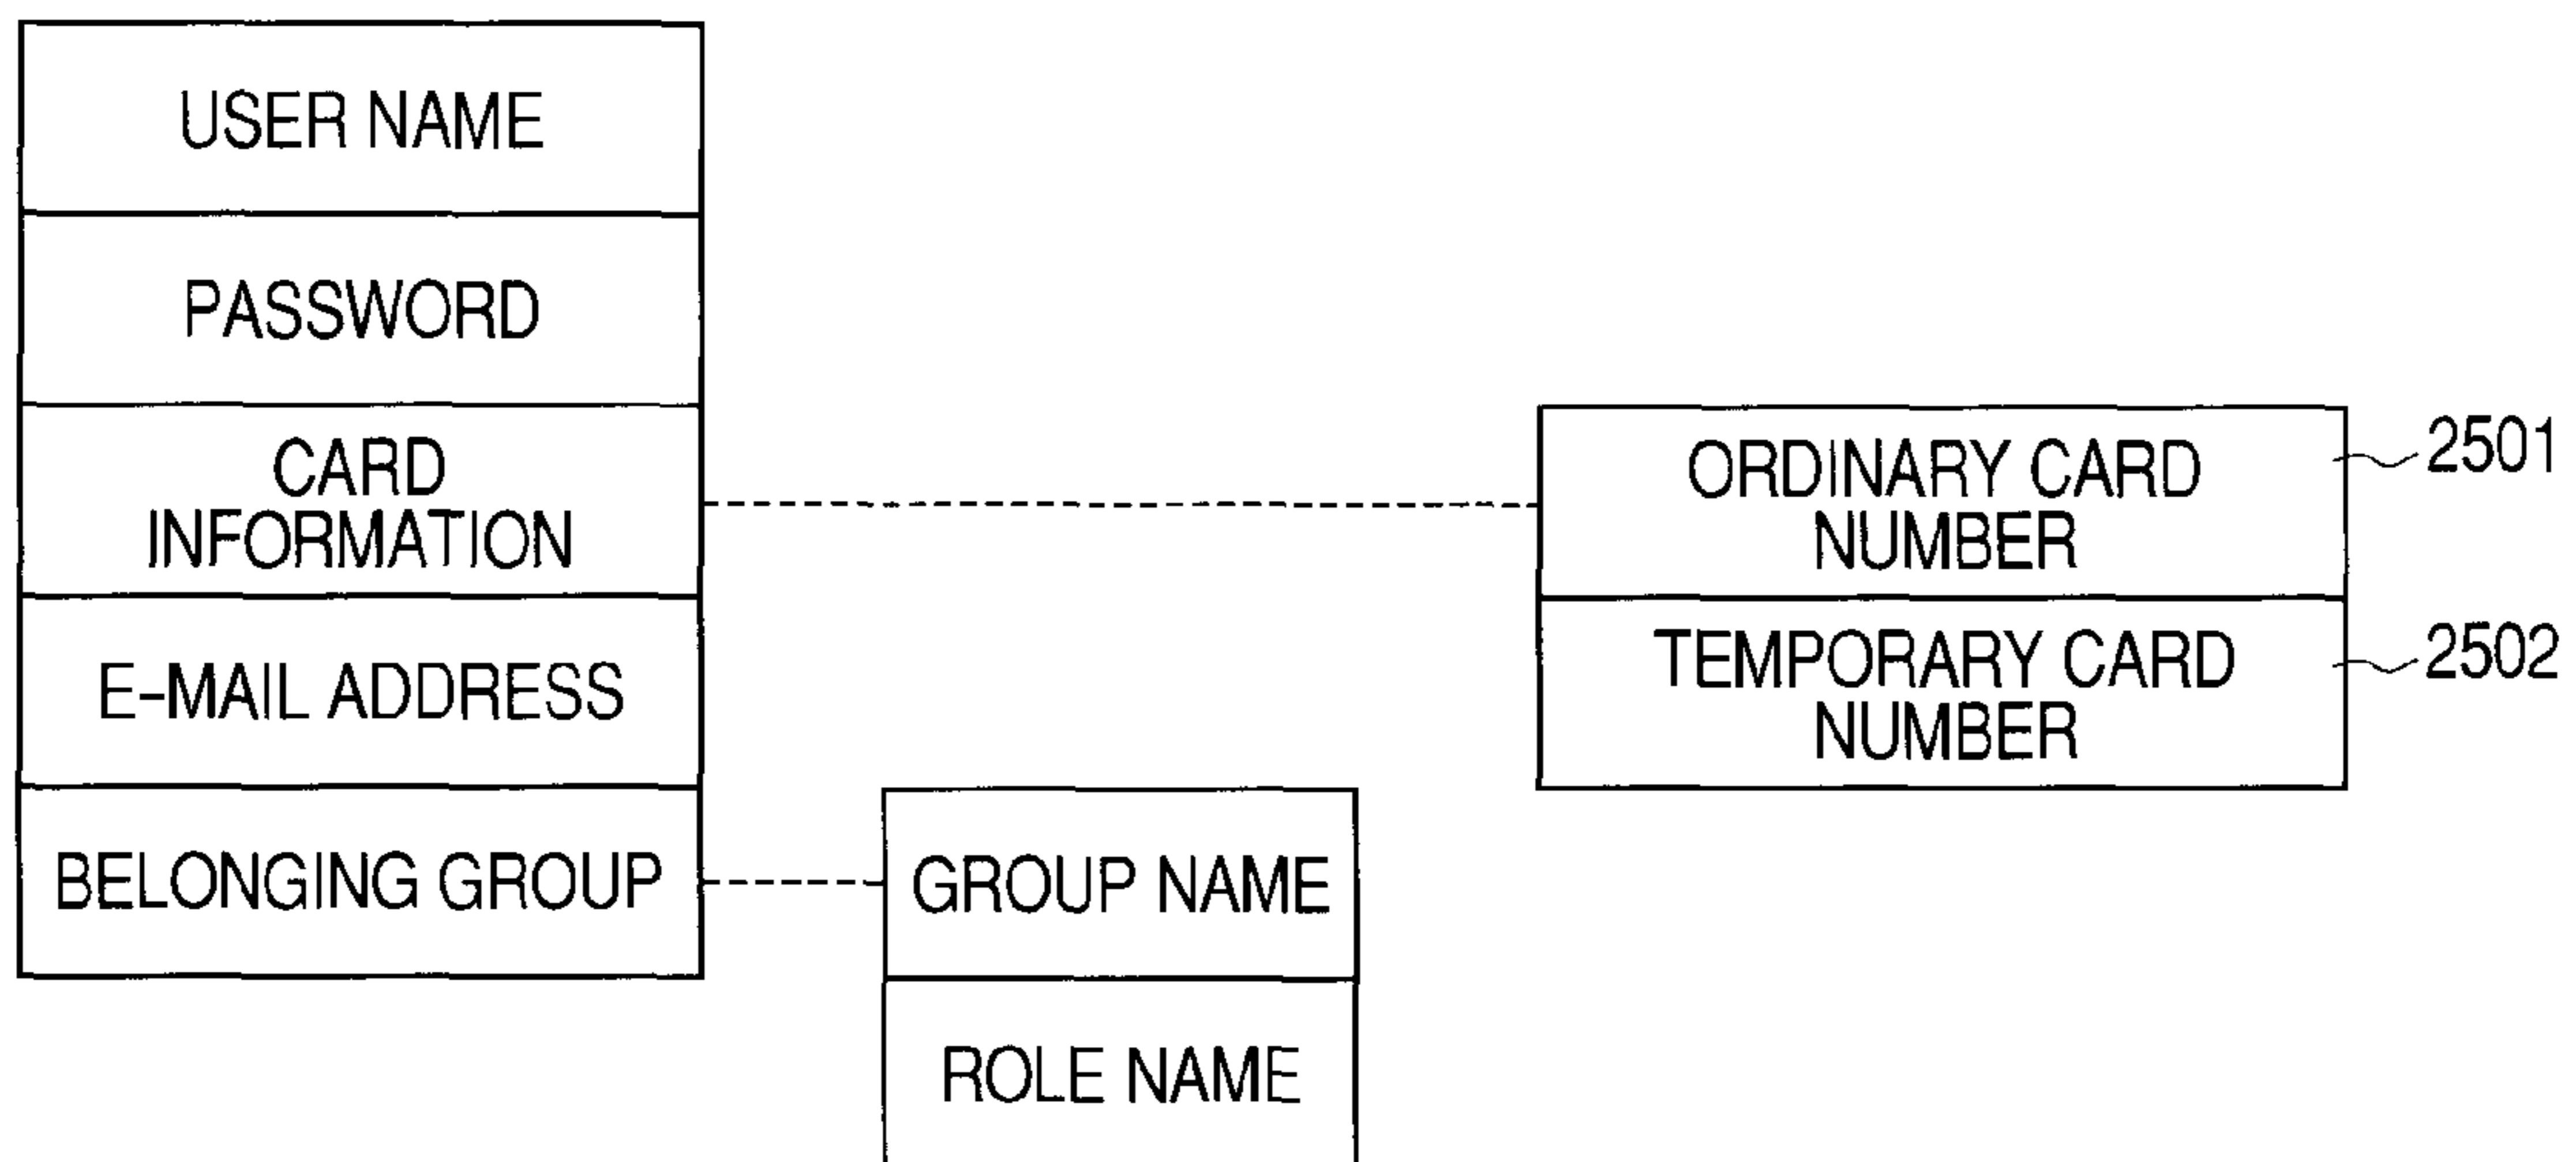 USER NAME
PASSWORD
CARD
INFORMATION
E-MAIL ADDRESS
BELONGING GROUP
GROUP NAME
ROLE NAME
ORDINARY CARD
NUMBER
2501
TEMPORARY CARD
NUMBER
2502